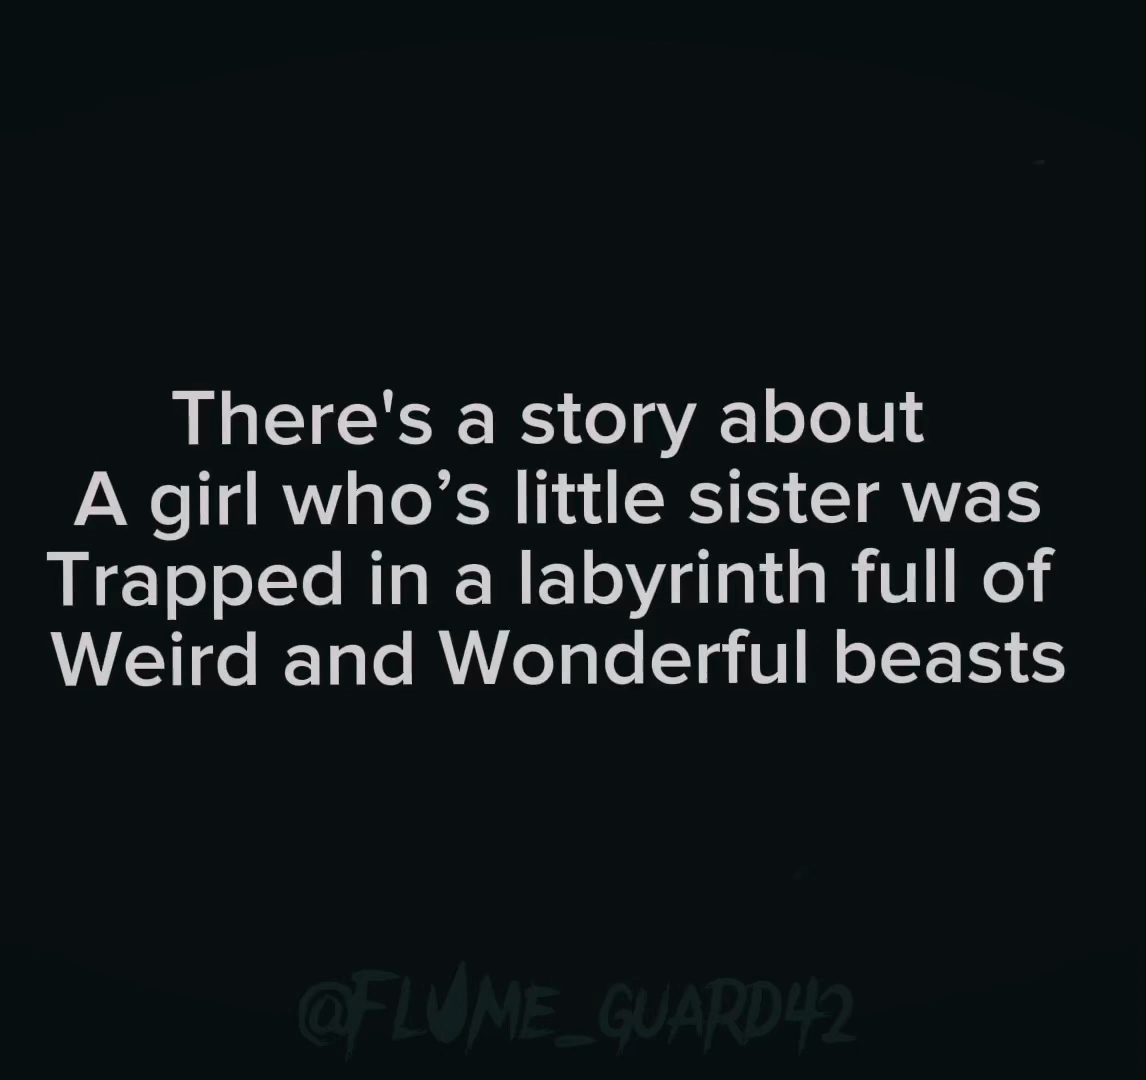 There's a story about
A girl who’s little sister was
Trapped in a labyrinth full of
Weird and Wonderful beasts
@FLUME_GUARD42